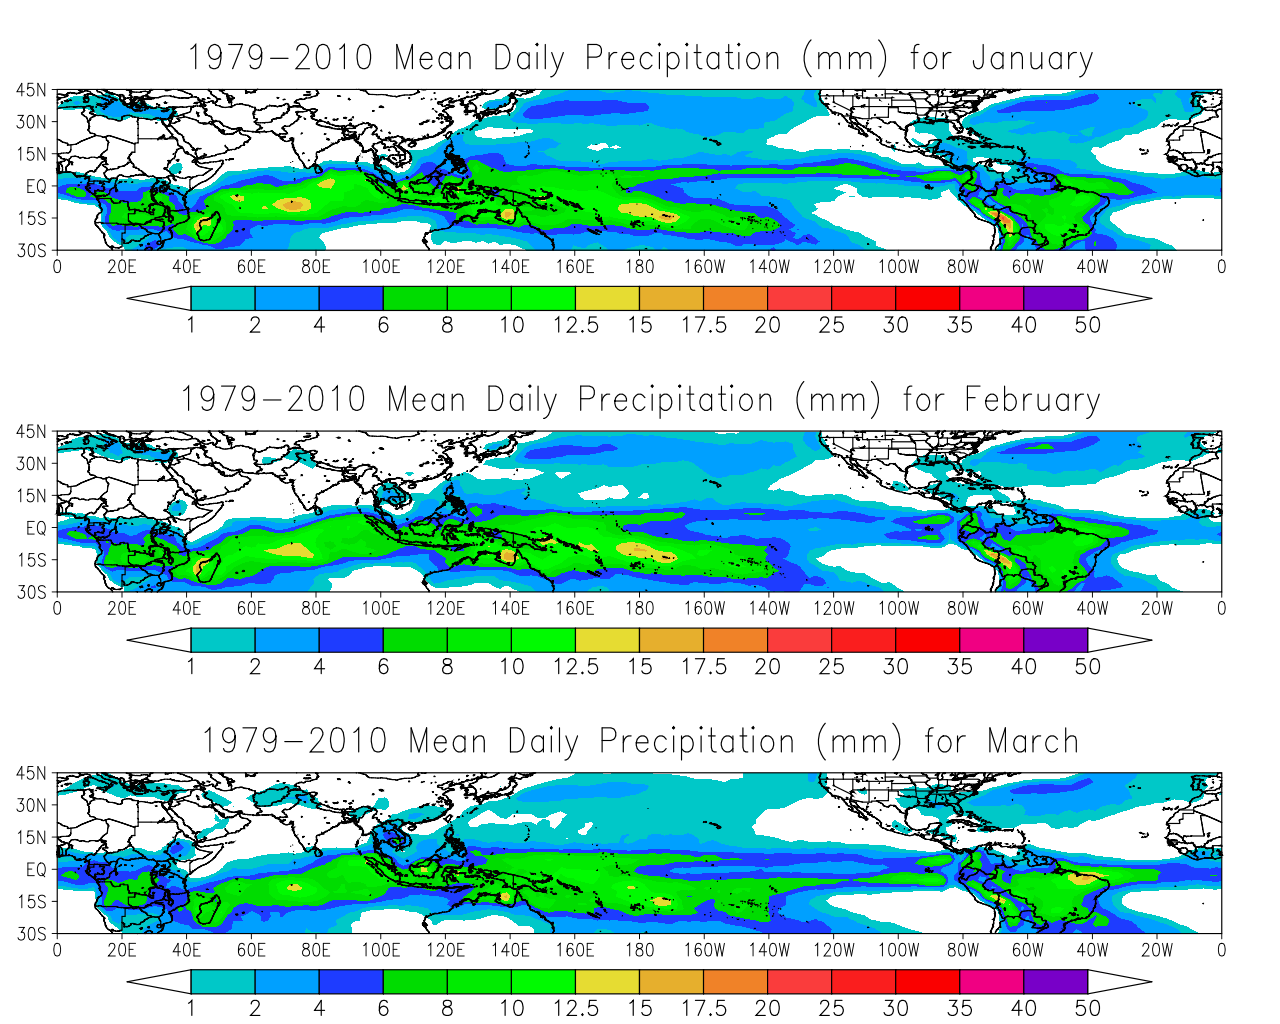 1979-2010 Mean Daily Precipitation (mm) for January
45N
30N
15N
EQ
15S
30S
0 20E 40E 60E 80E 100E 120E 140E 160E 180 160W 140W 120W 100W 80W 60W 40W 20W 0
1 2 4 6 8 10 12.5 15 17.5 20 25 30 35 40 50
1979-2010 Mean Daily Precipitation (mm) for February
45N
30N
15N
EQ
15S
30S
0 20E 40E 60E 80E 100E 120E 140E 160E 180 160W 140W 120W 100W 80W 60W 40W 20W 0
1 2 4 6 8 10 12.5 15 17.5 20 25 30 35 40 50
1979-2010 Mean Daily Precipitation (mm) for March
45N
30N
15N
EQ
15S
30S
0 20E 40E 60E 80E 100E 120E 140E 160E 180 160W 140W 120W 100W 80W 60W 40W 20W 0
1 2 4 6 8 10 12.5 15 17.5 20 25 30 35 40 50